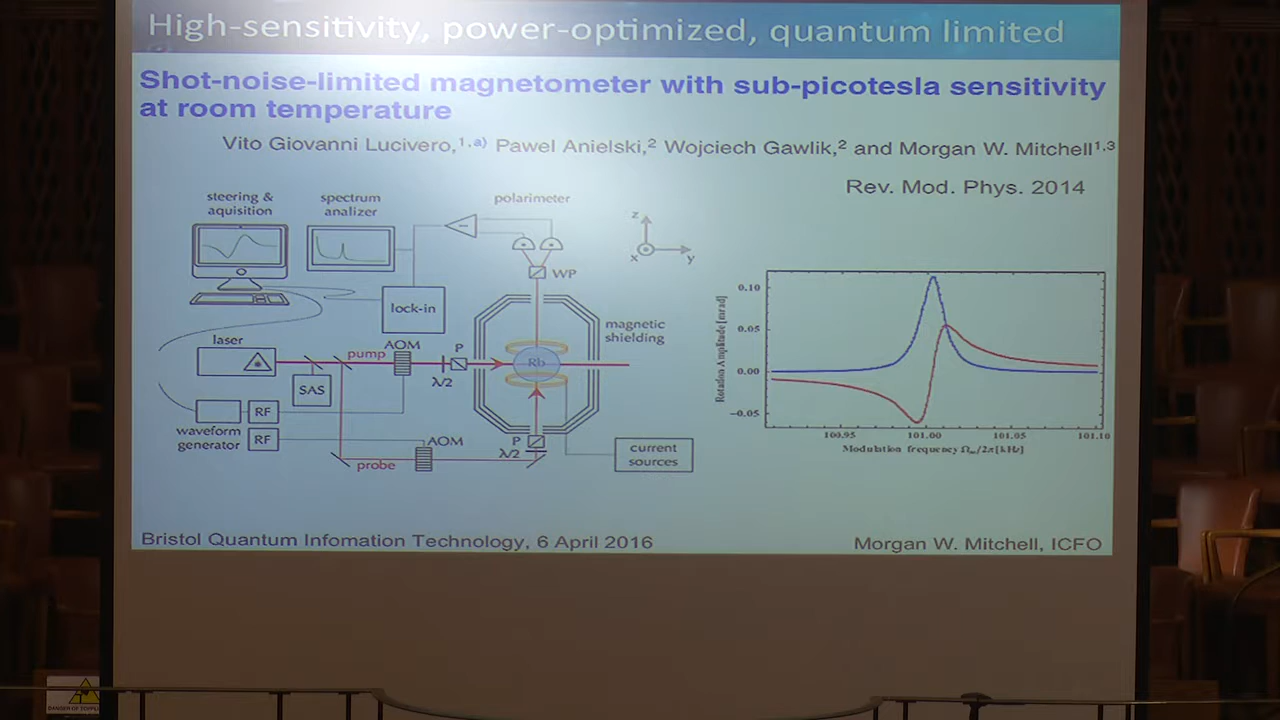 High-sensitivity, power-optimized, quantum limited
Shot-noise-limited magnetometer with sub-picotesla sensitivity
at room temperature
Vito Giovanni Lucivero,1,a) Pawel Anielski,2 Wojciech Gawlik,2 and Morgan W. Mitchell1,3
Rev. Mod. Phys. 2014
steering &
aquisition
spectrum
analizer
polarimeter
z
x
y
WP
lock-in
magnetic
shielding
laser
pump
AOM
P
λ/2
Rb
SAS
RF
waveform
generator
RF
AOM
P
λ/2
probe
current
sources
Rotation Amplitude [mrad]
0.10
0.05
0.00
−0.05
100.95
101.00
101.05
101.10
Modulation frequency Ωm/2π [kHz]
Bristol Quantum Infomation Technology, 6 April 2016
Morgan W. Mitchell, ICFO